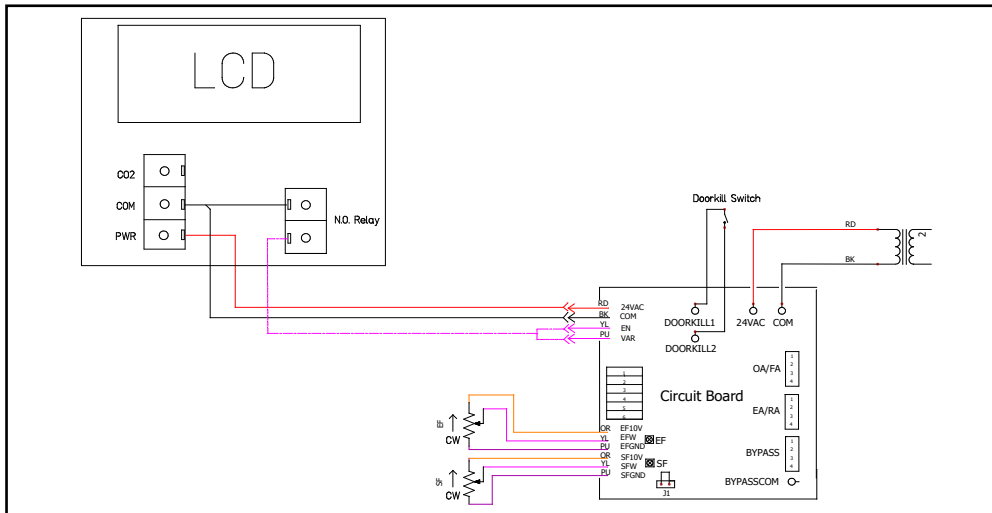 LCD
CO2
COM
PWR
N.O. Relay
Doorkill Switch
RD
BK
2
RD 24VAC
BK COM
YL EN
PU VAR
DOORKILL1
24VAC COM
DOORKILL2
OA/FA
1
2
3
4
Circuit Board
1
2
3
4
5
6
EA/RA
1
2
3
4
BYPASS
1
2
3
4
BYPASSCOM
EF
CW
OR EF10V
YL EFW
PU EFGND
EF
SF
CW
OR SF10V
YL SFW
PU SFGND
SF
J1